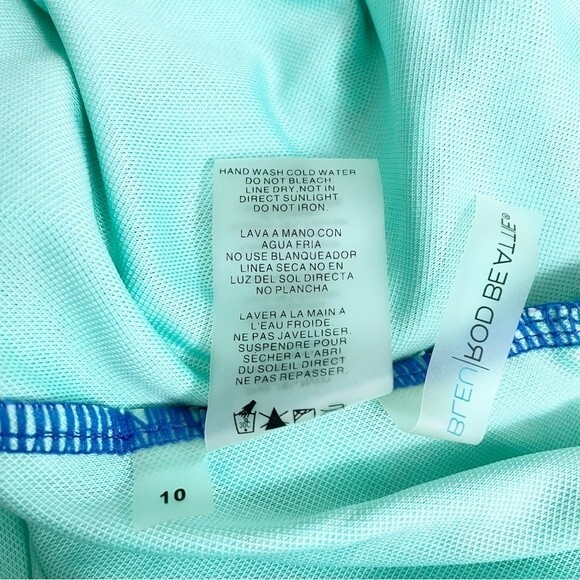 HAND WASH COLD WATER
DO NOT BLEACH
LINE DRY,NOT IN
DIRECT SUNLIGHT
DO NOT IRON.
LAVA A MANO CON
AGUA FRIA
NO USE BLANQUEADOR
LINEA SECA NO EN
LUZ DEL SOL DIRECTA
NO PLANCHA
LAVER À LA MAIN A
L'EAU FROIDE
NE PAS JAVELLISER.
SUSPENDRE POUR
SÉCHER A L'ABRI
DU SOLEIL DIRECT
NE PAS REPASSER.
BLEU|ROD BEATTIE®
10